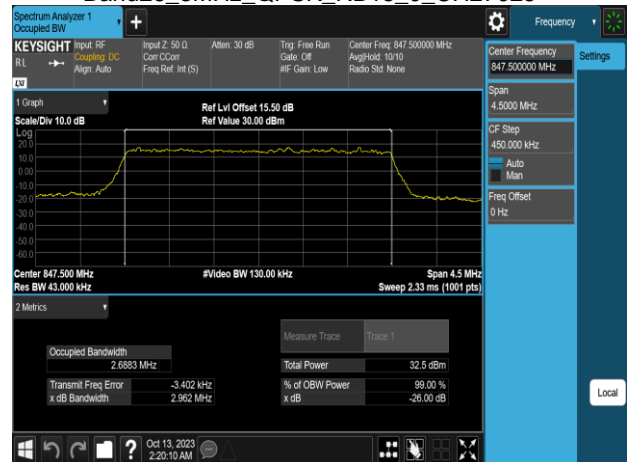 Spectrum Analyzer 1
Occupied BW
Frequency
KEYSIGHT
RL
Input: RF
Coupling: DC
Align: Auto
Input Z: 50 Ω
Corr CCorr
Freq Ref: Int (S)
Atten: 30 dB
Trig: Free Run
Gate: Off
#IF Gain: Low
Center Freq: 847.500000 MHz
Avg|Hold: 10/10
Radio Std: None
LXI
Center Frequency
847.500000 MHz
Settings
Span
4.5000 MHz
CF Step
450.000 kHz
Auto
Man
Freq Offset
0 Hz
Local
1 Graph
Scale/Div 10.0 dB
Ref Lvl Offset 15.50 dB
Ref Value 30.00 dBm
Log
20.0
10.0
0.00
-10.0
-20.0
-30.0
-40.0
-50.0
-60.0
Center 847.500 MHz
#Video BW 130.00 kHz
Span 4.5 MHz
Res BW 43.000 kHz
Sweep 2.33 ms (1001 pts)
2 Metrics
Measure Trace
Trace 1
Occupied Bandwidth
2.6883 MHz
Total Power
32.5 dBm
Transmit Freq Error
-3.402 kHz
% of OBW Power
99.00 %
x dB Bandwidth
2.962 MHz
x dB
-26.00 dB
Oct 13, 2023
2:20:10 AM